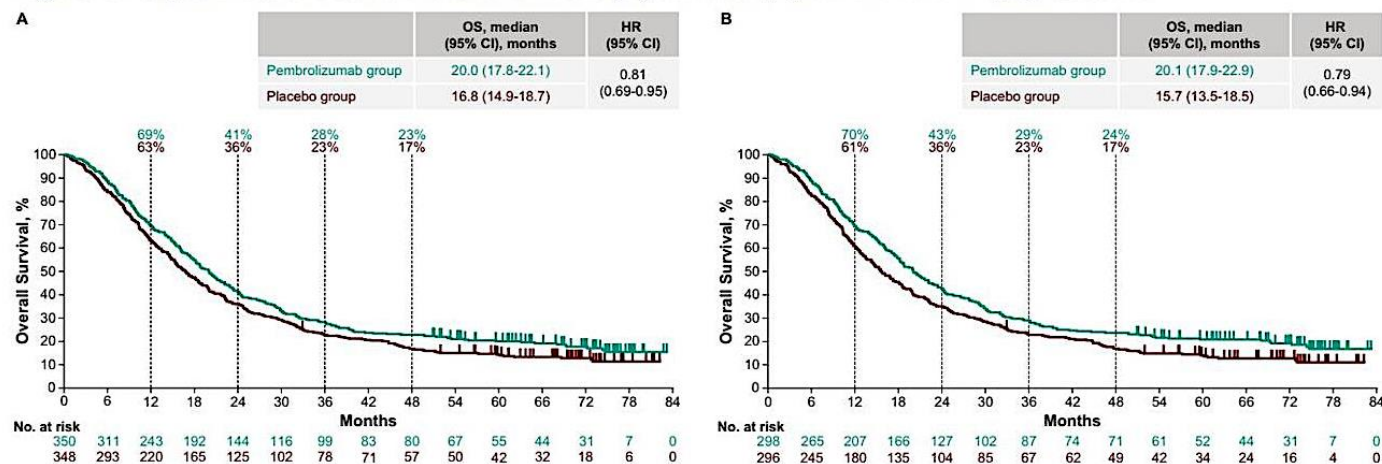 A
OS, median (95% CI), months
HR (95% CI)
Pembrolizumab group 20.0 (17.8-22.1)
0.81 (0.69-0.95)
Placebo group 16.8 (14.9-18.7)
69% 41% 28% 23%
63% 36% 23% 17%
Overall Survival, %
100
90
80
70
60
50
40
30
20
10
0
0 6 12 18 24 30 36 42 48 54 60 66 72 78 84
Months
No. at risk
350 311 243 192 144 116 99 83 80 67 55 44 31 7 0
348 293 220 165 125 102 78 71 57 50 42 32 18 6 0
B
OS, median (95% CI), months
HR (95% CI)
Pembrolizumab group 20.1 (17.9-22.9)
0.79 (0.66-0.94)
Placebo group 15.7 (13.5-18.5)
70% 43% 29% 24%
61% 36% 23% 17%
Overall Survival, %
100
90
80
70
60
50
40
30
20
10
0
0 6 12 18 24 30 36 42 48 54 60 66 72 78 84
Months
No. at risk
298 265 207 166 127 102 87 74 71 61 52 44 31 7 0
296 245 180 135 104 85 67 62 49 42 34 24 16 4 0